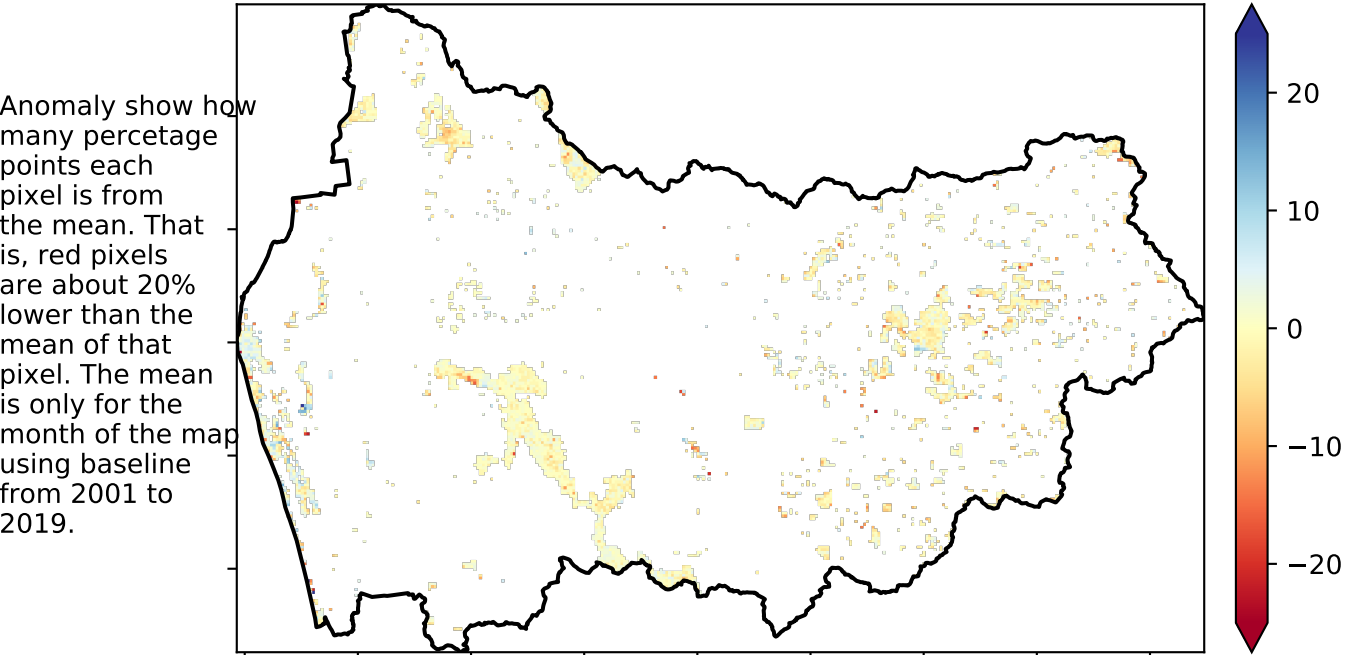 Anomaly show how
many percetage
points each
pixel is from
the mean. That
is, red pixels
are about 20%
lower than the
mean of that
pixel. The mean
is only for the
month of the map
using baseline
from 2001 to
2019.
20
10
0
−10
−20